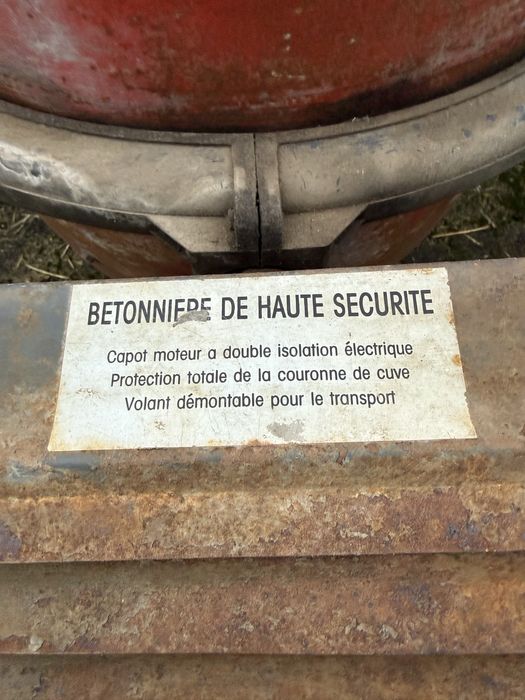 BETONNIERE DE HAUTE SECURITE
Capot moteur a double isolation électrique
Protection totale de la couronne de cuve
Volant démontable pour le transport